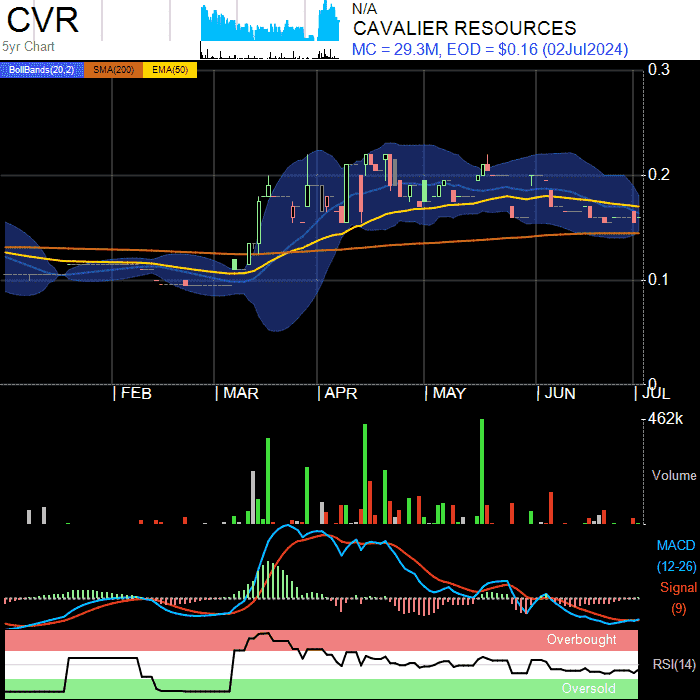 CVR
5yr Chart
N/A
CAVALIER RESOURCES
MC = 29.3M, EOD = $0.16 (02Jul2024)
BollBands(20,2) SMA(200) EMA(50)
0.3
0.2
0.1
0
FEB MAR APR MAY JUN JUL
462k
Volume
MACD
(12-26)
Signal
(9)
Overbought
RSI(14)
Oversold